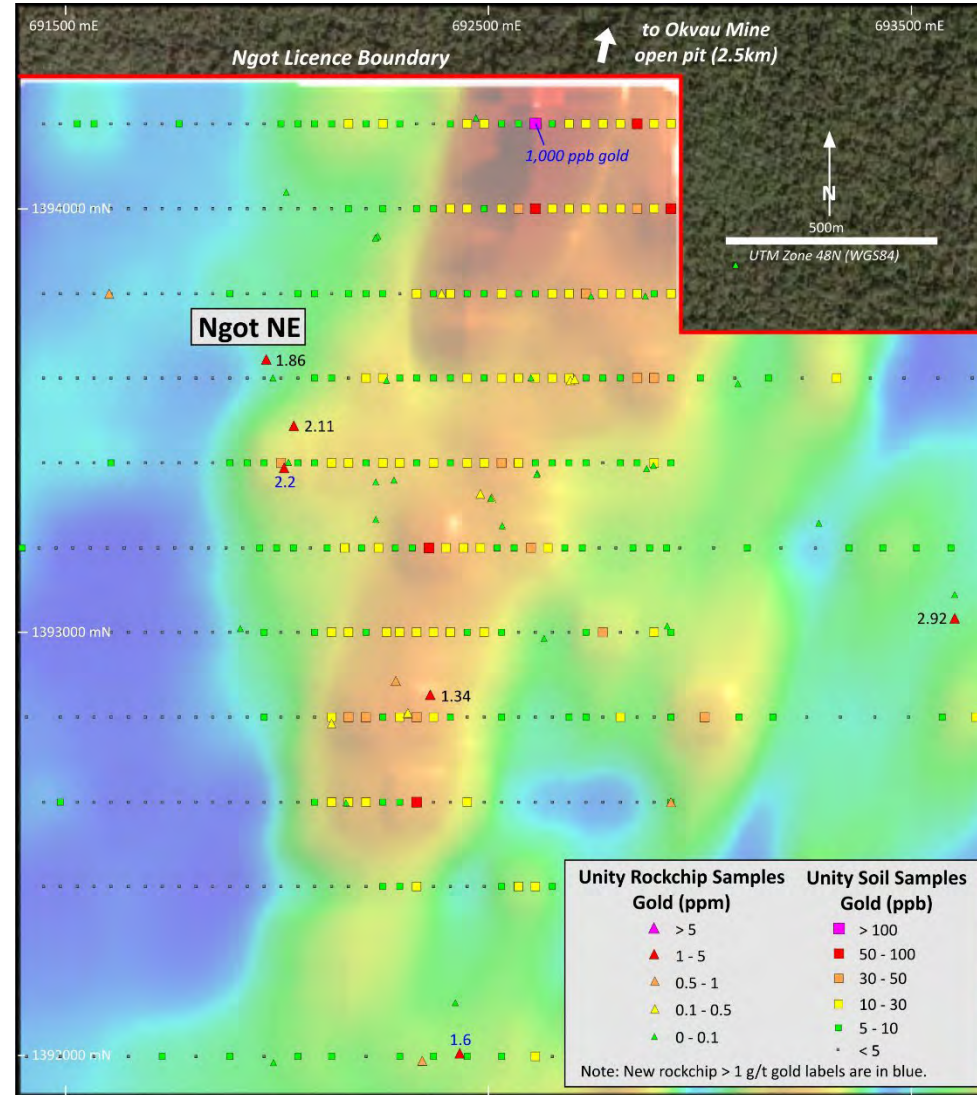 691500 mE
692500 mE
693500 mE
Ngot Licence Boundary
to Okvau Mine
open pit (2.5km)
1,000 ppb gold
N
500m
UTM Zone 48N (WGS84)
1394000 mN
Ngot NE
1.86
2.11
2.2
1393000 mN
2.92
1.34
Unity Rockchip Samples
Gold (ppm)
> 5
1 - 5
0.5 - 1
0.1 - 0.5
0 - 0.1
Unity Soil Samples
Gold (ppb)
> 100
50 - 100
30 - 50
10 - 30
5 - 10
< 5
Note: New rockchip > 1 g/t gold labels are in blue.
1.6
1392000 mN